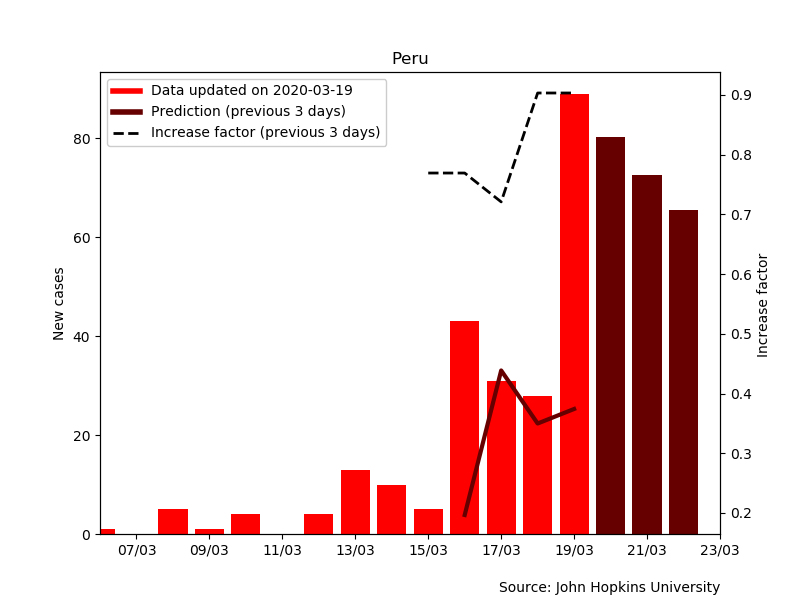 Peru
Data updated on 2020-03-19
Prediction (previous 3 days)
Increase factor (previous 3 days)
New cases
80
60
40
20
0
0.9
0.8
0.7
0.6
0.5
0.4
0.3
0.2
Increase factor
07/03 09/03 11/03 13/03 15/03 17/03 19/03 21/03 23/03
Source: John Hopkins University